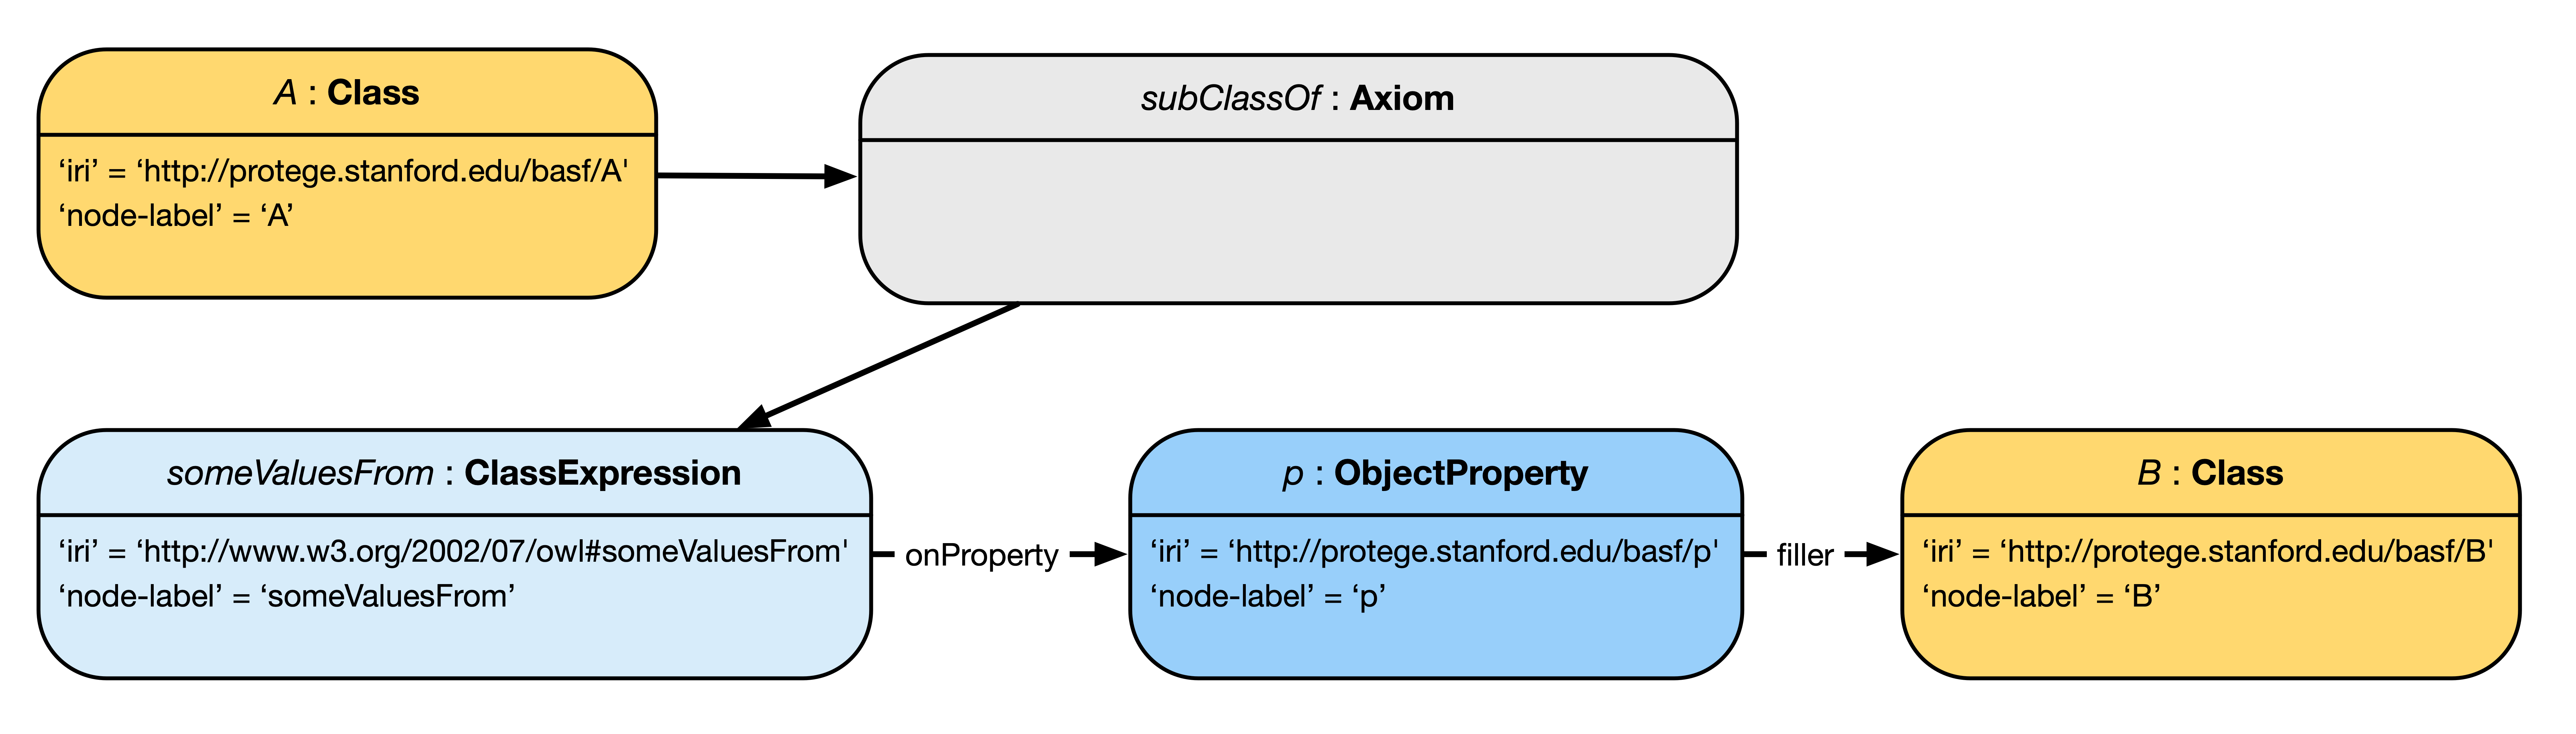 A : Class
‘iri’ = ‘http://protege.stanford.edu/basf/A'
‘node-label’ = ‘A’
subClassOf : Axiom
someValuesFrom : ClassExpression
‘iri’ = ‘http://www.w3.org/2002/07/owl#someValuesFrom'
‘node-label’ = ‘someValuesFrom’
onProperty
p : ObjectProperty
‘iri’ = ‘http://protege.stanford.edu/basf/p'
‘node-label’ = ‘p’
filler
B : Class
‘iri’ = ‘http://protege.stanford.edu/basf/B'
‘node-label’ = ‘B’